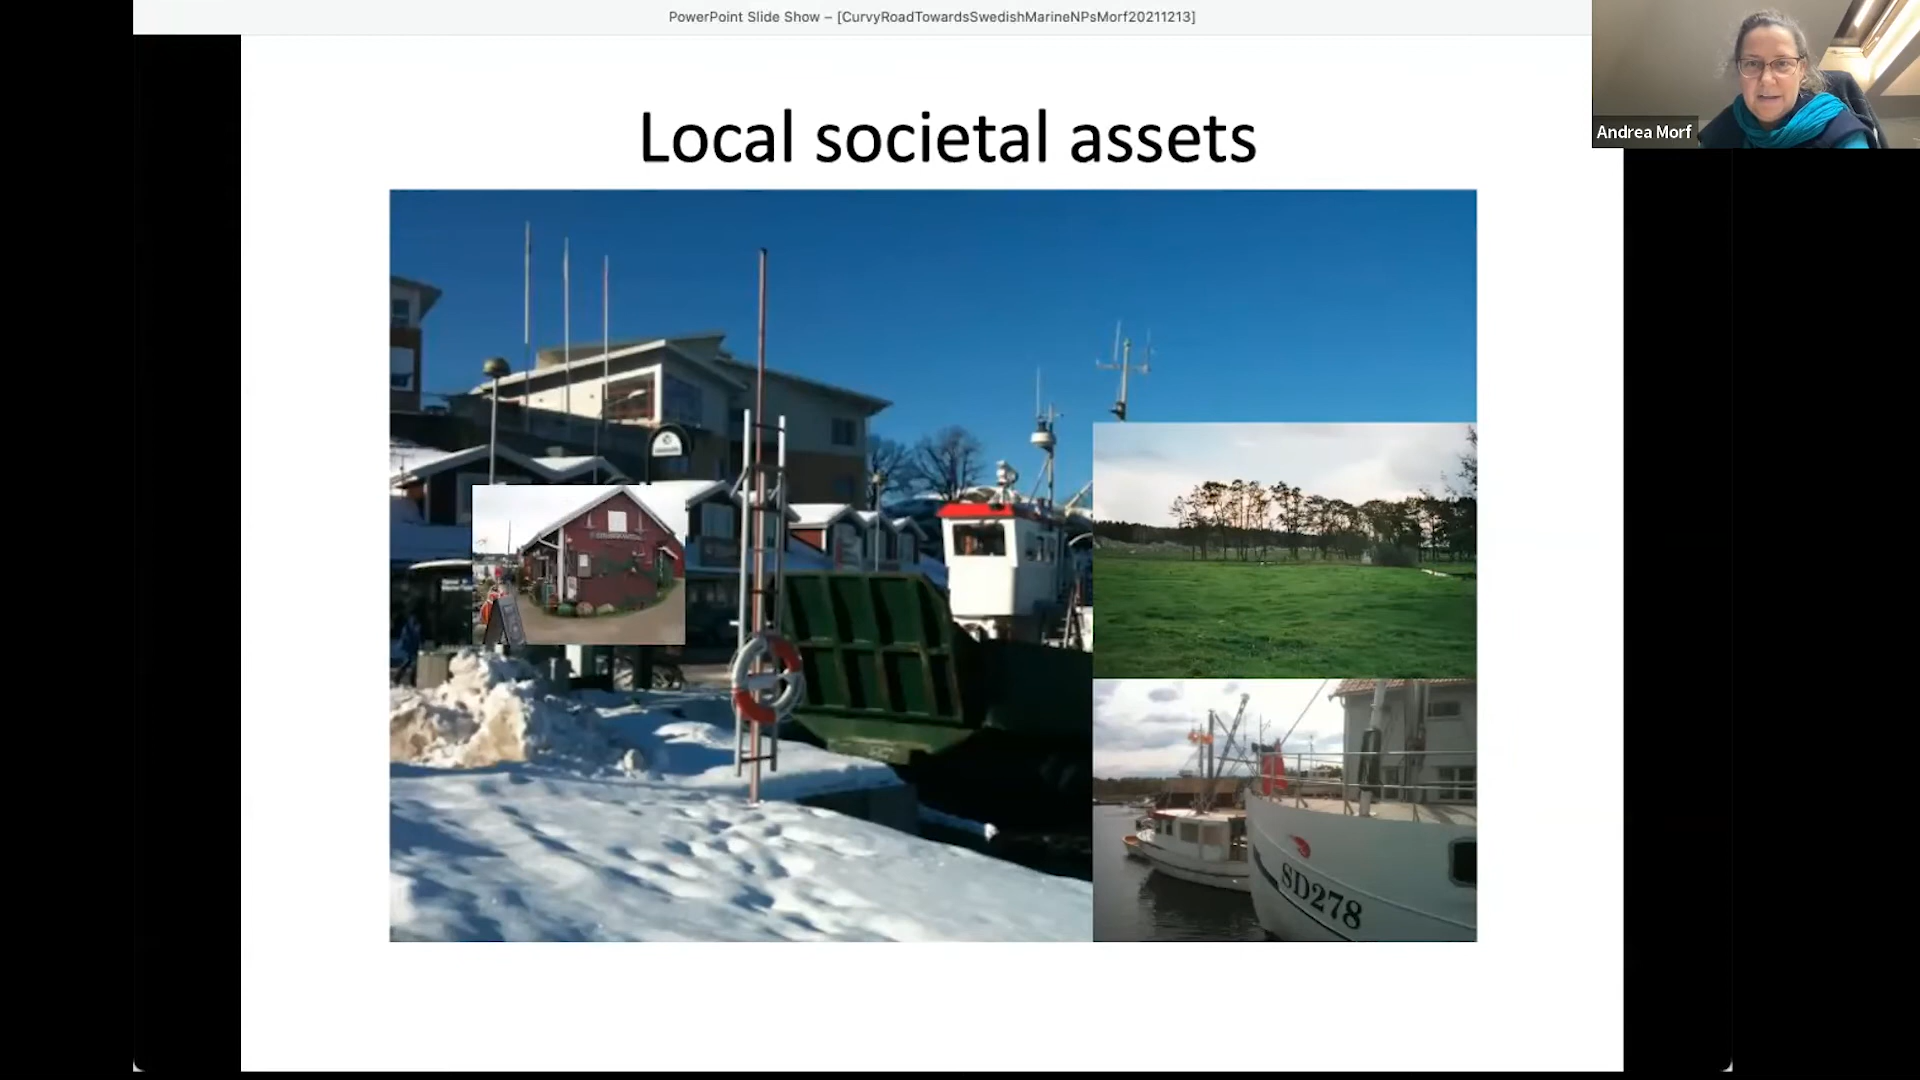 PowerPoint Slide Show – [CurvyRoadTowardsSwedishMarineNPsMorf20211213]
Andrea Morf
Local societal assets
SD278